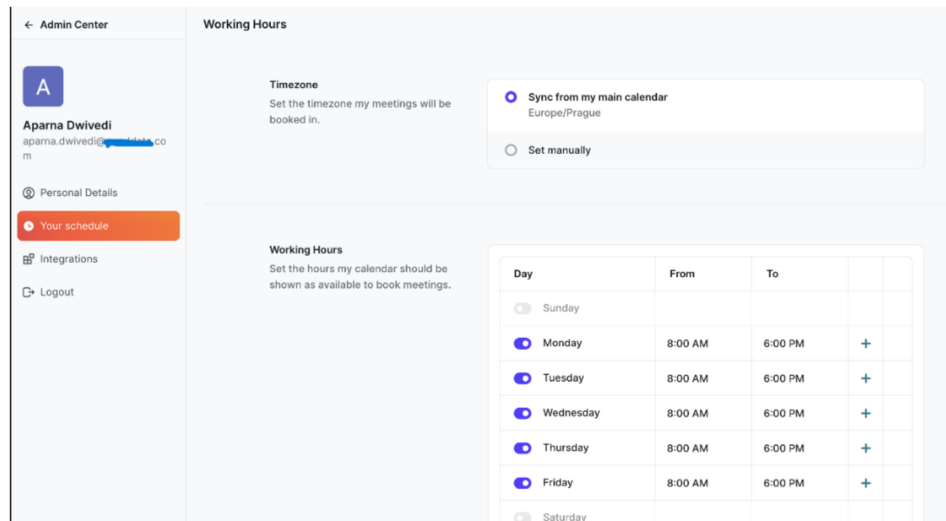 ← Admin Center
Working Hours
A
Aparna Dwivedi
aparna.dwivedi@ .co
m
Personal Details
Your schedule
Integrations
Logout
Timezone
Set the timezone my meetings will be
booked in.
Sync from my main calendar
Europe/Prague
Set manually
Working Hours
Set the hours my calendar should be
shown as available to book meetings.
Day From To
Sunday
Monday 8:00 AM 6:00 PM +
Tuesday 8:00 AM 6:00 PM +
Wednesday 8:00 AM 6:00 PM +
Thursday 8:00 AM 6:00 PM +
Friday 8:00 AM 6:00 PM +
Saturday